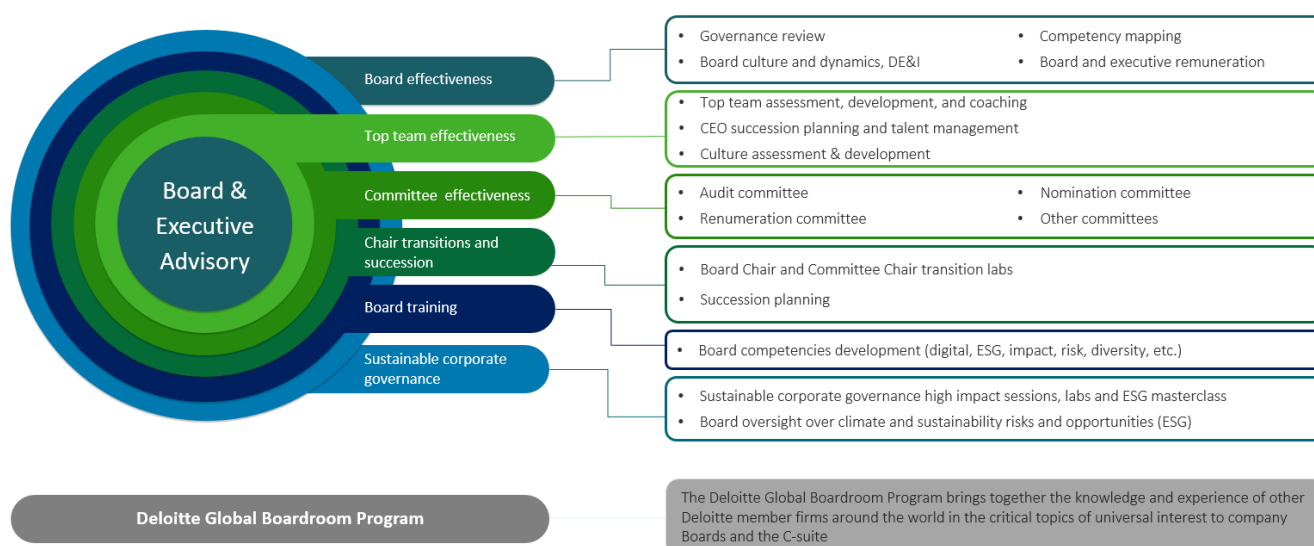 Board &
Executive
Advisory
Board effectiveness
• Governance review
• Board culture and dynamics, DE&I
• Competency mapping
• Board and executive remuneration
Top team effectiveness
• Top team assessment, development, and coaching
• CEO succession planning and talent management
• Culture assessment & development
Committee effectiveness
• Audit committee
• Renumeration committee
• Nomination committee
• Other committees
Chair transitions and
succession
• Board Chair and Committee Chair transition labs
• Succession planning
Board training
• Board competencies development (digital, ESG, impact, risk, diversity, etc.)
Sustainable corporate
governance
• Sustainable corporate governance high impact sessions, labs and ESG masterclass
• Board oversight over climate and sustainability risks and opportunities (ESG)
Deloitte Global Boardroom Program
The Deloitte Global Boardroom Program brings together the knowledge and experience of other
Deloitte member firms around the world in the critical topics of universal interest to company
Boards and the C-suite